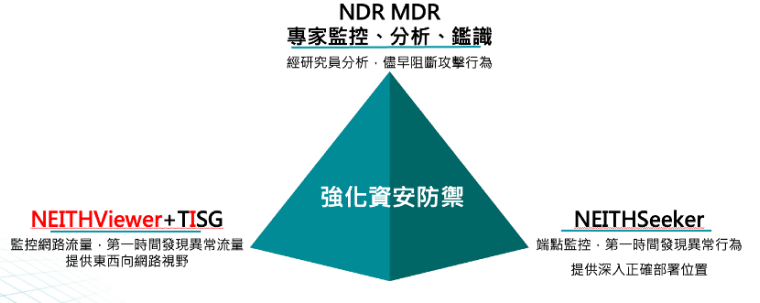 NDR MDR
專家監控、分析、鑑識
經研究員分析，儘早阻斷攻擊行為
強化資安防禦
NEITHViewer+TISG
監控網路流量，第一時間發現異常流量
提供東西向網路視野
NEITHSeeker
端點監控，第一時間發現異常行為
提供深入正確部署位置